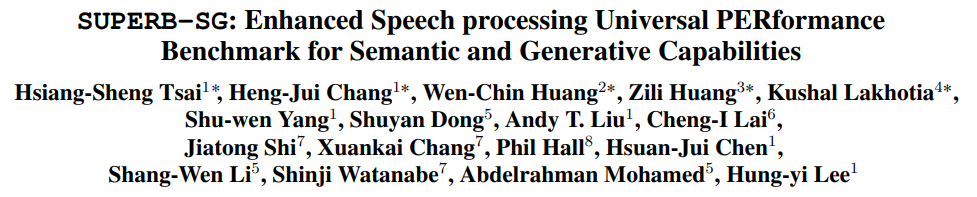 SUPERB-SG: Enhanced Speech processing Universal PERformance
Benchmark for Semantic and Generative Capabilities
Hsiang-Sheng Tsai1*, Heng-Jui Chang1*, Wen-Chin Huang2*, Zili Huang3*, Kushal Lakhotia4*,
Shu-wen Yang1, Shuyan Dong5, Andy T. Liu1, Cheng-I Lai6,
Jiatong Shi7, Xuankai Chang7, Phil Hall8, Hsuan-Jui Chen1,
Shang-Wen Li5, Shinji Watanabe7, Abdelrahman Mohamed5, Hung-yi Lee1